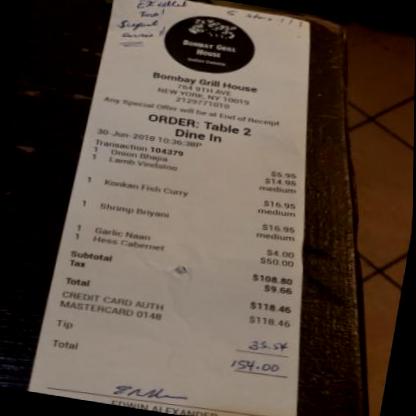 Excellent
Food!
Superb
Service!
5 stars!!!
BOMBAY GRILL
HOUSE
Indian Cuisine
Bombay Grill House
764 9TH AVE
NEW YORK, NY 10019
2129771010
Any Special Offer will be at End of Receipt
ORDER: Table 2
Dine In
30-Jun-2018 10:36:38P
Transaction 104379
1 Onion Bhajia $5.95
1 Lamb Vindaloo $14.95
medium
1 Konkan Fish Curry $16.95
medium
1 Shrimp Briyani $16.95
medium
1 Garlic Naan $4.00
1 Hess Cabernet $50.00
Subtotal $108.80
Tax $9.66
Total $118.46
CREDIT CARD AUTH $118.46
MASTERCARD 0148
Tip 35.54
Total 154.00
EDWIN ALEXANDER